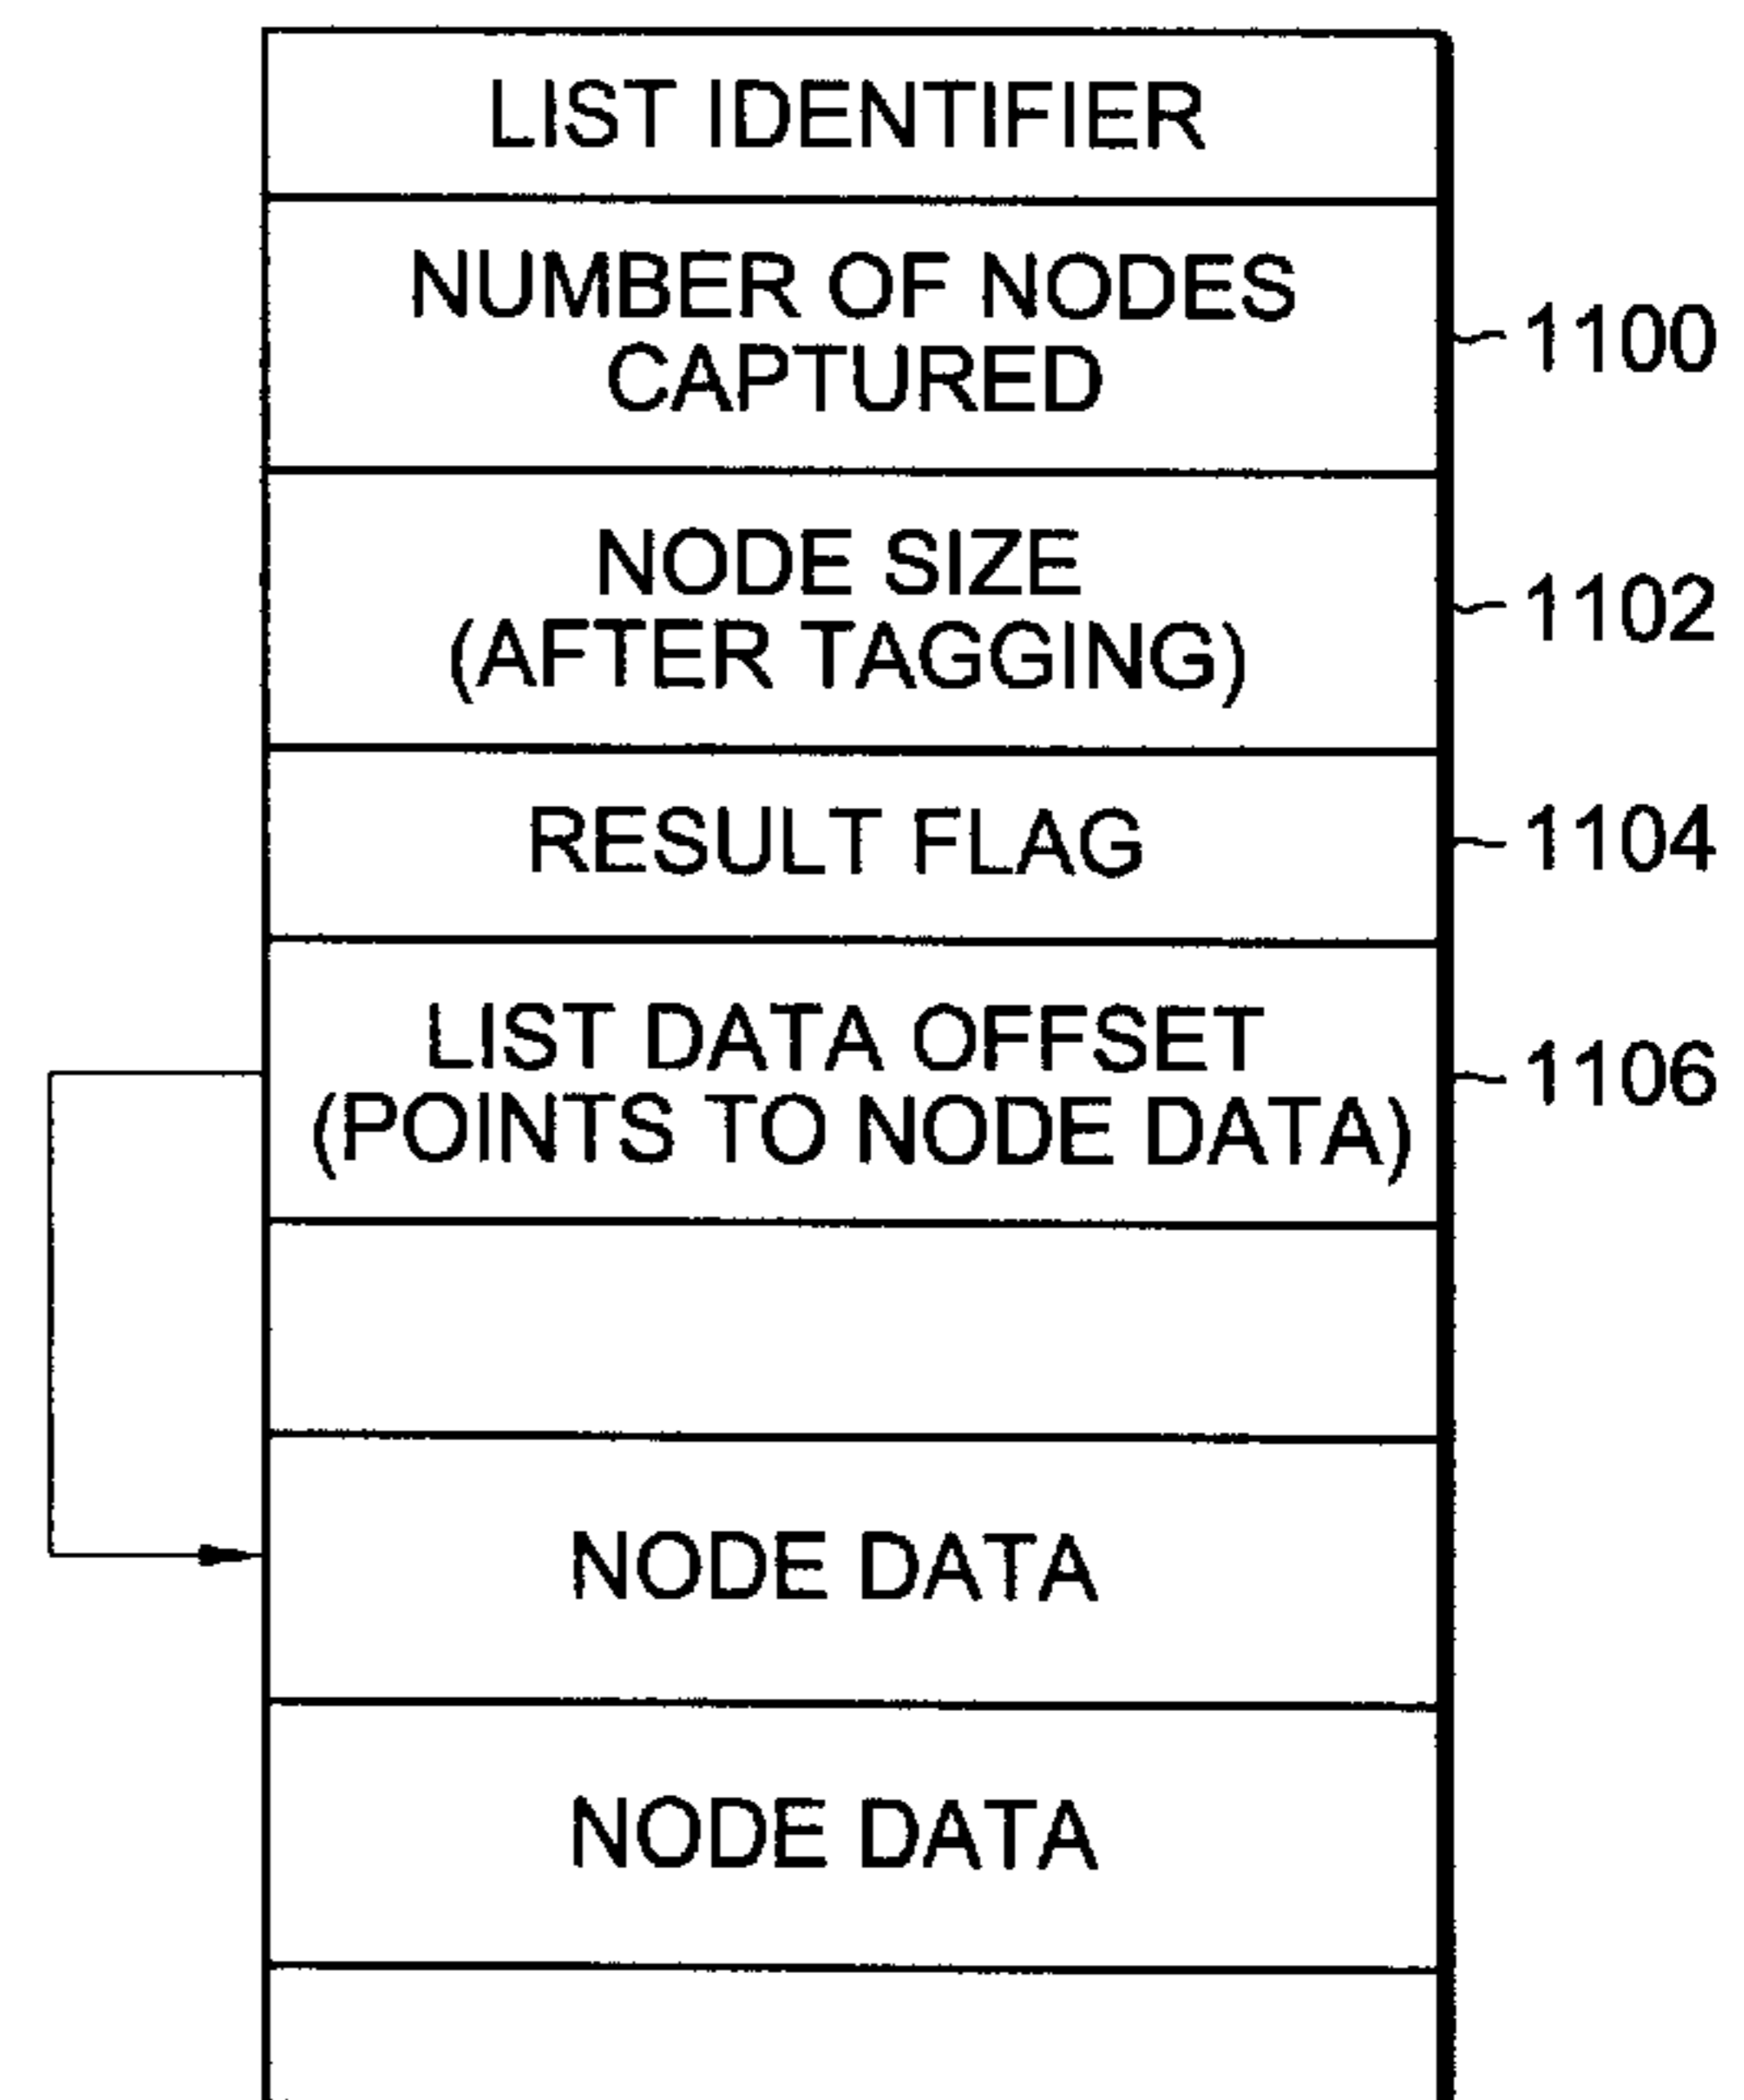 LIST IDENTIFIER
NUMBER OF NODES
CAPTURED
1100
NODE SIZE
(AFTER TAGGING)
1102
RESULT FLAG
1104
LIST DATA OFFSET
(POINTS TO NODE DATA)
1106
NODE DATA
NODE DATA